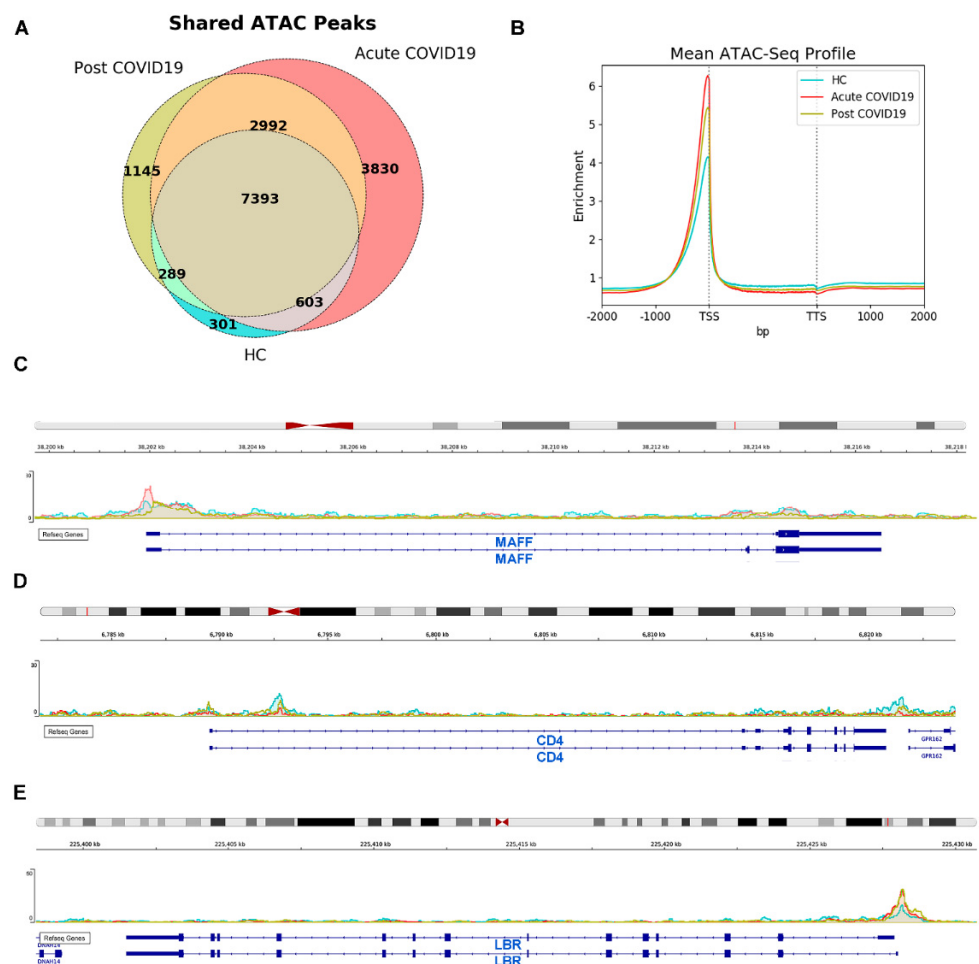 A
Shared ATAC Peaks
Post COVID19
Acute COVID19
2992
1145
3830
7393
289
603
301
HC
B
Mean ATAC-Seq Profile
HC
Acute COVID19
Post COVID19
Enrichment
6
5
4
3
2
1
-2000 -1000 TSS TTS 1000 2000
bp
C
38,200 kb 38,202 kb 38,204 kb 38,206 kb 38,208 kb 38,210 kb 38,212 kb 38,214 kb 38,216 kb 38,218
Refseq Genes
MAFF
MAFF
D
6,785 kb 6,790 kb 6,795 kb 6,800 kb 6,805 kb 6,810 kb 6,815 kb 6,820 kb
0
Refseq Genes
CD4
CD4
GPR162
GPR162
E
225,400 kb 225,405 kb 225,410 kb 225,415 kb 225,420 kb 225,425 kb 225,430 kb
0
Refseq Genes
DNAH14
DNAH14
LBR
LBR